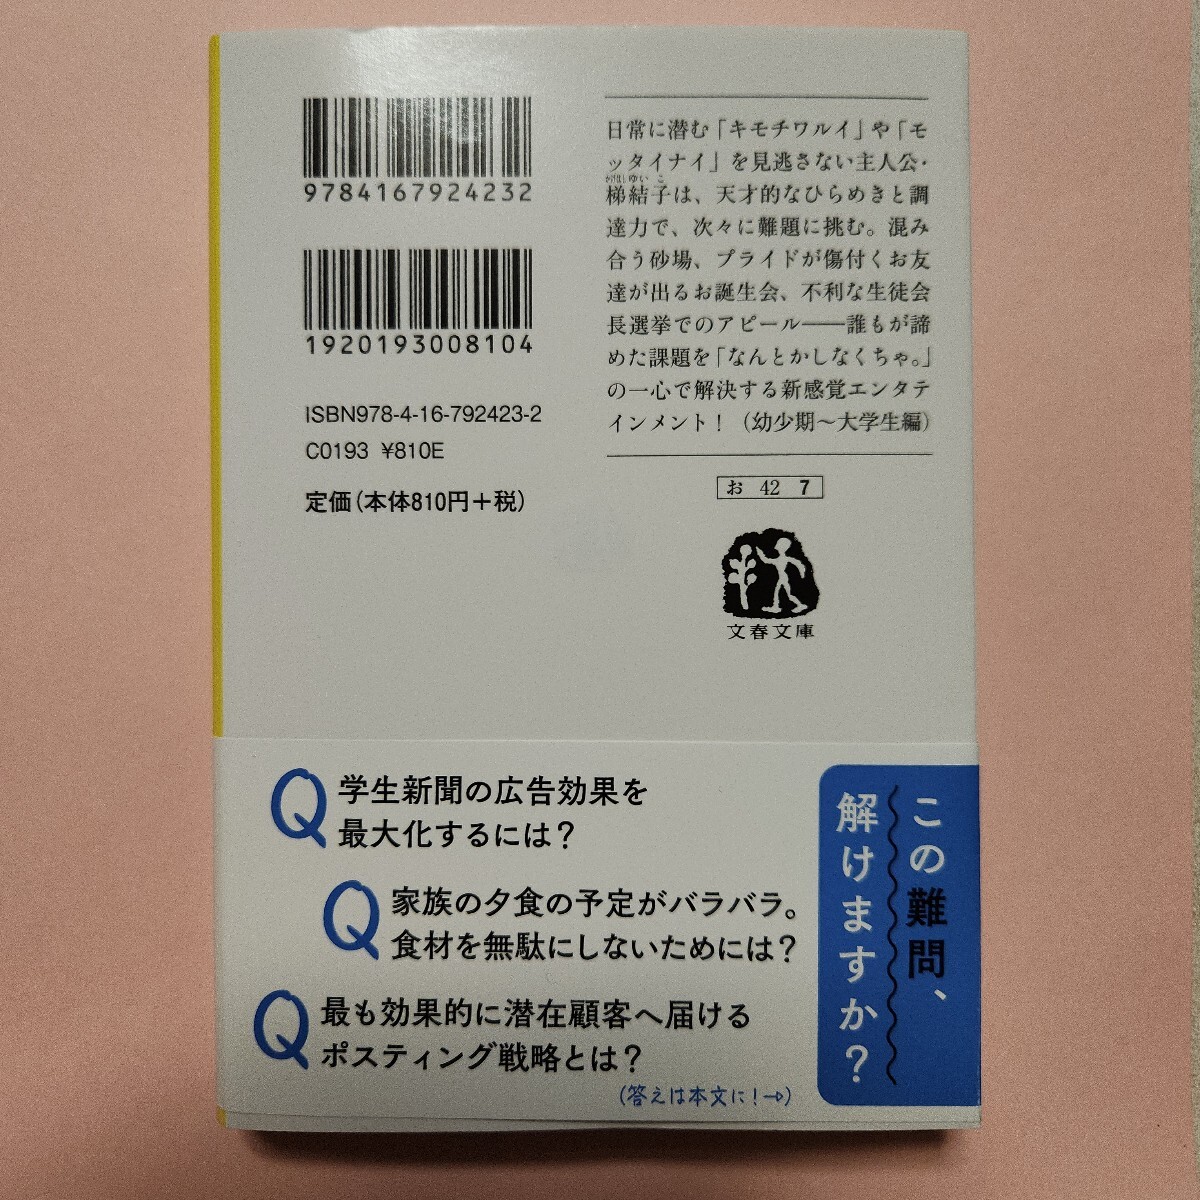 9784167924232
1920193008104
ISBN978-4-16-792423-2
C0193 ¥810E
定価(本体810円+税)
日常に潜む「キモチワルイ」や「モ
ッタイナイ」を見逃さない主人公・
かけはしゆいこ
梯結子は、天才的なひらめきと調
達力で、次々に難題に挑む。混み
合う砂場、プライドが傷付くお友
達が出るお誕生会、不利な生徒会
長選挙でのアピール――誰もが諦
めた課題を「なんとかしなくちゃ。」
の一心で解決する新感覚エンタテ
インメント!(幼少期～大学生編)
お 42 7
文春文庫
この難問、
解けますか?
Q 学生新聞の広告効果を
最大化するには?
Q 家族の夕食の予定がバラバラ。
食材を無駄にしないためには?
Q 最も効果的に潜在顧客へ届ける
ポスティング戦略とは?
(答えは本文に!→)